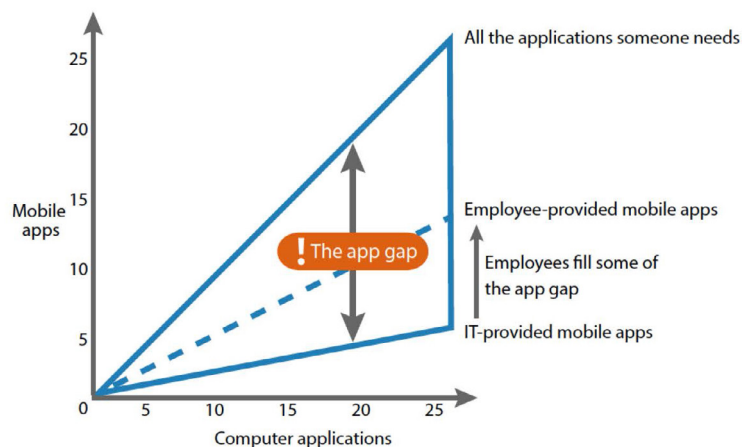 All the applications someone needs
25
20
15
Mobile
apps
10
5
0
Employee-provided mobile apps
! The app gap
Employees fill some of
the app gap
IT-provided mobile apps
5
10
15
20
25
Computer applications